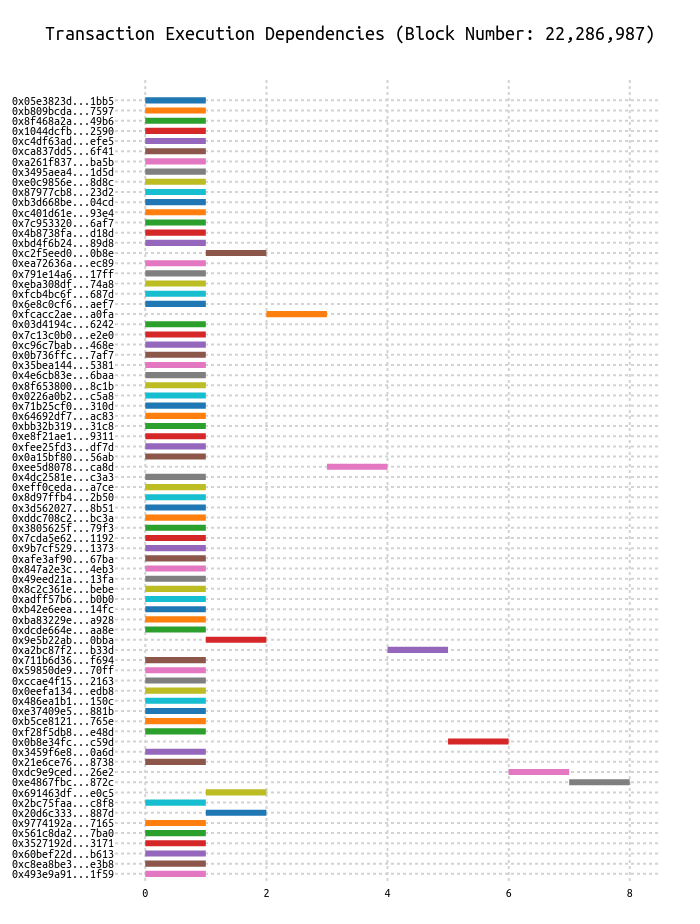 Transaction Execution Dependencies (Block Number: 22,286,987)
0x05e3823d...1bb5
0xb809bcda...7597
0x8f468a2a...49b6
0x1044dcfb...2590
0xc4df63ad...efe5
0xca837dd5...6f41
0xa261f837...ba5b
0x3495aea4...1d5d
0xe0c9856e...8d8c
0x87977cb8...23d2
0xb3d668be...04cd
0xc401d61e...93e4
0x7c953320...6af7
0x4b8738fa...d18d
0xbd4f6b24...89d8
0xc2f5eed0...0b8e
0xea72636a...ec89
0x791e14a6...17ff
0xeba308df...74a8
0xfcb4bc6f...687d
0x6e8c0cf6...aef7
0xfcacc2ae...a0fa
0x03d4194c...6242
0x7c13c0b0...e2e0
0xc96c7bab...468e
0x0b736ffc...7af7
0x35bea144...5381
0x4e6cb83e...6baa
0x8f653800...8c1b
0x0226a0b2...c5a8
0x71b25cf0...310d
0x64692df7...ac83
0xbb32b319...31c8
0xe8f21ae1...9311
0xfee25fd3...df7d
0x0a15bf80...56ab
0xee5d8078...ca8d
0x4dc2581e...c3a3
0xeff0ceda...a7ce
0x8d97ffb4...2b50
0x3d562027...8b51
0xddc708c2...bc3a
0x3805625f...79f3
0x7cda5e62...1192
0x9b7cf529...1373
0xafe3af90...67ba
0x847a2e3c...4eb3
0x49eed21a...13fa
0x8c2c361e...bebe
0xadff57b6...b0b0
0xb42e6eea...14fc
0xba83229e...a928
0xdcde664e...aa8e
0x9e5b22ab...0bba
0xa2bc87f2...b33d
0x711b6d36...f694
0x59850de9...70ff
0xccae4f15...2163
0x0eefa134...edb8
0x486ea1b1...150c
0xe37409e5...881b
0xb5ce8121...765e
0xf28f5db8...e48d
0x0b8e34fc...c59d
0x3459f6e8...0a6d
0x21e6ce76...8738
0xdc9e9ced...26e2
0xe4867fbc...872c
0x691463df...e0c5
0x2bc75faa...c8f8
0x20d6c333...887d
0x9774192a...7165
0x561c8da2...7ba0
0x3527192d...3171
0x60bef22d...b613
0xc8ea8be3...e3b8
0x493e9a91...1f59
0 2 4 6 8